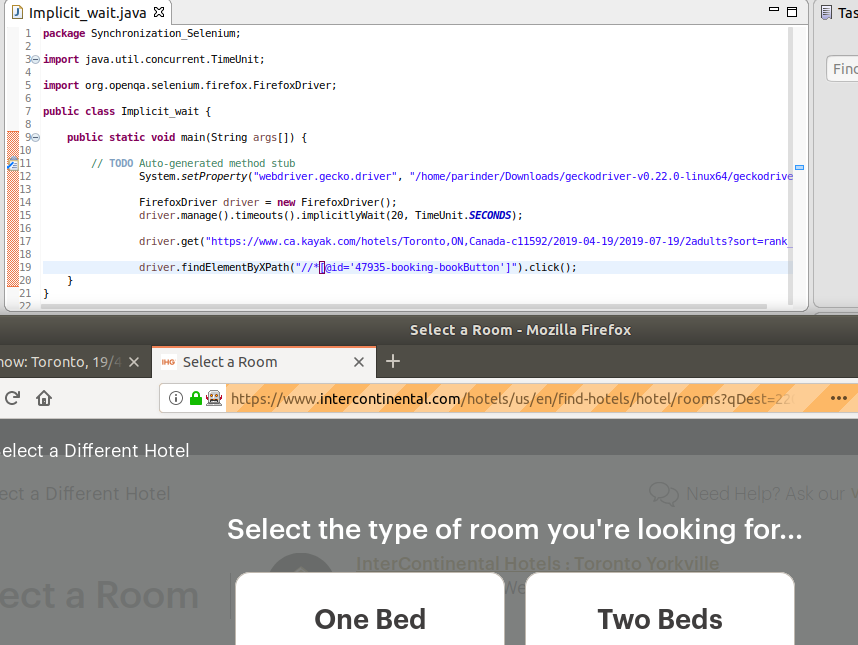 Implicit_wait.java
Tas
1 package Synchronization_Selenium;
2
3 import java.util.concurrent.TimeUnit;
Find
4
5 import org.openqa.selenium.firefox.FirefoxDriver;
6
7 public class Implicit_wait {
8
9 public static void main(String args[]) {
10
11 // TODO Auto-generated method stub
12 System.setProperty("webdriver.gecko.driver", "/home/parinder/Downloads/geckodriver-v0.22.0-linux64/geckodrive
13
14 FirefoxDriver driver = new FirefoxDriver();
15 driver.manage().timeouts().implicitlyWait(20, TimeUnit.SECONDS);
16
17 driver.get("https://www.ca.kayak.com/hotels/Toronto,ON,Canada-c11592/2019-04-19/2019-07-19/2adults?sort=rank_
18
19 driver.findElementByXPath("//*[@id='47935-booking-bookButton']").click();
20 }
21 }
22
Select a Room - Mozilla Firefox
now: Toronto, 19/4
IHG Select a Room
https://www.intercontinental.com/hotels/us/en/find-hotels/hotel/rooms?qDest=22
elect a Different Hotel
ect a Different Hotel
Need Help? Ask our V
Select the type of room you're looking for...
InterContinental Hotels : Toronto Yorkville
ect a Room
We
One Bed
Two Beds